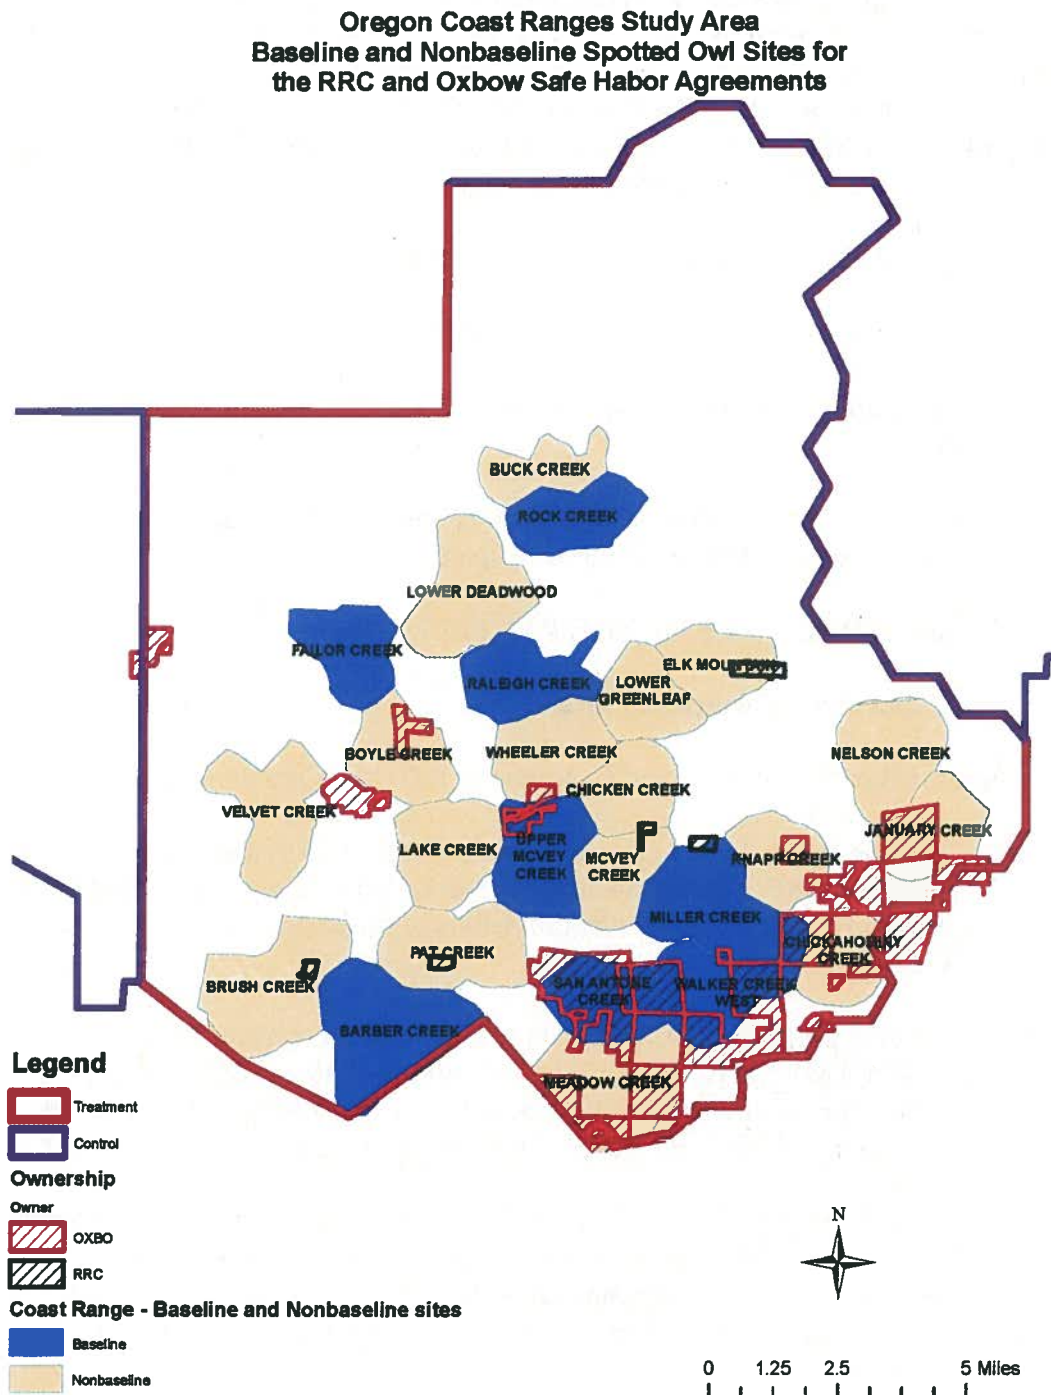 Oregon Coast Ranges Study Area
Baseline and Nonbaseline Spotted Owl Sites for
the RRC and Oxbow Safe Habor Agreements
BUCK CREEK
ROCK CREEK
LOWER DEADWOOD
FAILOR CREEK
RALEIGH CREEK
ELK MOUNTAIN
LOWER
GREENLEAF
BOYLE CREEK
WHEELER CREEK
NELSON CREEK
CHICKEN CREEK
VELVET CREEK
JANUARY CREEK
UPPER
MCVEY
CREEK
LAKE CREEK
MCVEY
CREEK
KNAPP CREEK
MILLER CREEK
CHICKAHOMINY
CREEK
PAT CREEK
BRUSH CREEK
SAN ANTONE
CREEK
WALKER CREEK
WEST
BARBER CREEK
MEADOW CREEK
Legend
Treatment
Control
Ownership
Owner
OXBO
RRC
Coast Range - Baseline and Nonbaseline sites
Baseline
Nonbaseline
N
0 1.25 2.5 5 Miles